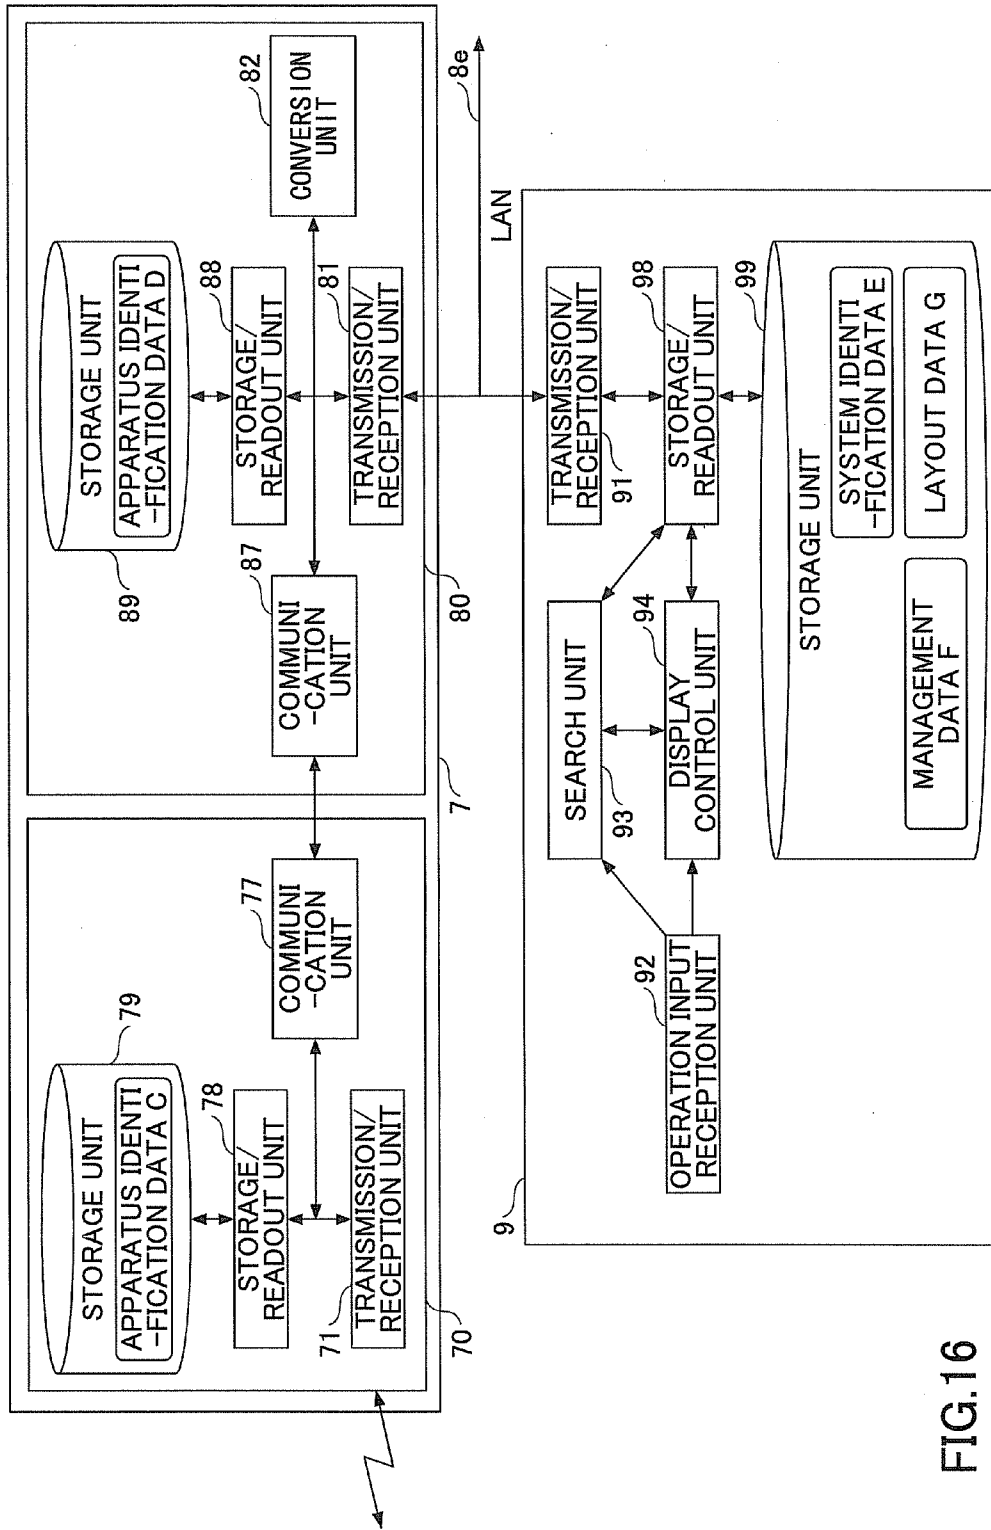 79
STORAGE UNIT
APPARATUS IDENTI
-FICATION DATA C
78
STORAGE/
READOUT UNIT
71
TRANSMISSION/
RECEPTION UNIT
77
COMMUNI
-CATION
UNIT
70
7
89
STORAGE UNIT
APPARATUS IDENTI
-FICATION DATA D
88
STORAGE/
READOUT UNIT
81
TRANSMISSION/
RECEPTION UNIT
87
COMMUNI
-CATION
UNIT
82
CONVERSION
UNIT
80
8e
LAN
9
91
TRANSMISSION/
RECEPTION UNIT
93
SEARCH UNIT
98
STORAGE/
READOUT UNIT
94
DISPLAY
CONTROL UNIT
92
OPERATION INPUT
RECEPTION UNIT
99
STORAGE UNIT
SYSTEM IDENTI
-FICATION DATA E
MANAGEMENT
DATA F
LAYOUT DATA G
FIG.16